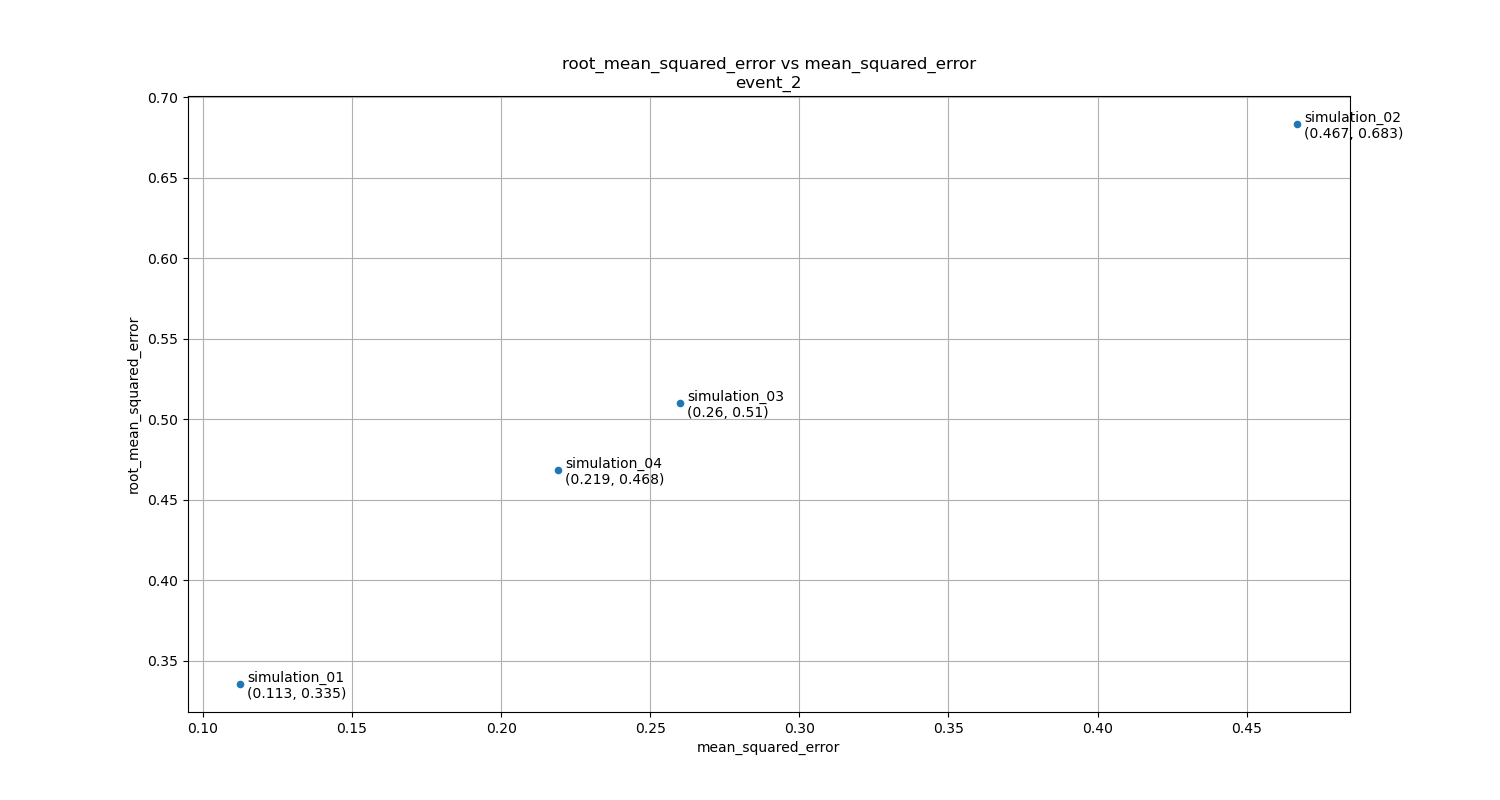 root_mean_squared_error vs mean_squared_error
event_2
0.70
simulation_02
(0.467, 0.683)
0.65
0.60
0.55
simulation_03
(0.26, 0.51)
0.50
simulation_04
(0.219, 0.468)
0.45
0.40
0.35
simulation_01
(0.113, 0.335)
root_mean_squared_error
0.10 0.15 0.20 0.25 0.30 0.35 0.40 0.45
mean_squared_error